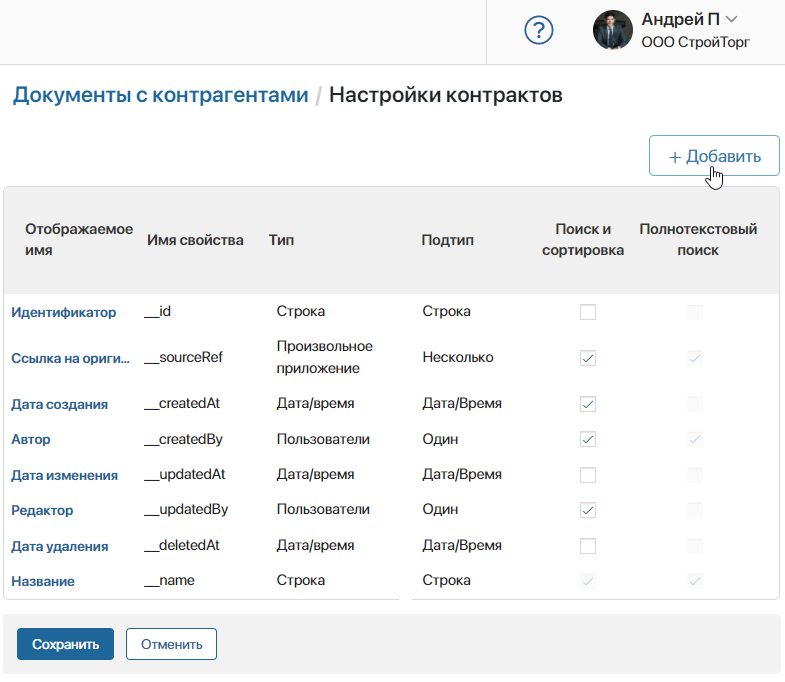 ?
Андрей П
ООО СтройТорг
Документы с контрагентами / Настройки контрактов
+ Добавить
Отображаемое имя Имя свойства Тип Подтип Поиск и сортировка Полнотекстовый поиск
Идентификатор __id Строка Строка
Ссылка на ориги... __sourceRef Произвольное приложение Несколько
Дата создания __createdAt Дата/время Дата/Время
Автор __createdBy Пользователи Один
Дата изменения __updatedAt Дата/время Дата/Время
Редактор __updatedBy Пользователи Один
Дата удаления __deletedAt Дата/время Дата/Время
Название __name Строка Строка
Сохранить Отменить